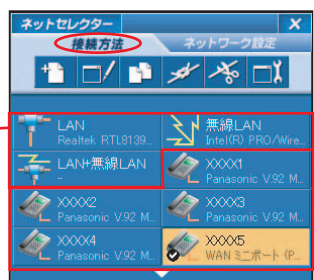 ネットセレクター
接続方法 ネットワーク設定
LAN 無線LAN
Realtek RTL8139... Intel(R) PRO/Wire...
LAN+無線LAN XXXX1
- Panasonic V.92 M...
XXXX2 XXXX3
Panasonic V.92 M... Panasonic V.92 M...
XXXX4 XXXX5
Panasonic V.92 M... WAN ミニポート (P...